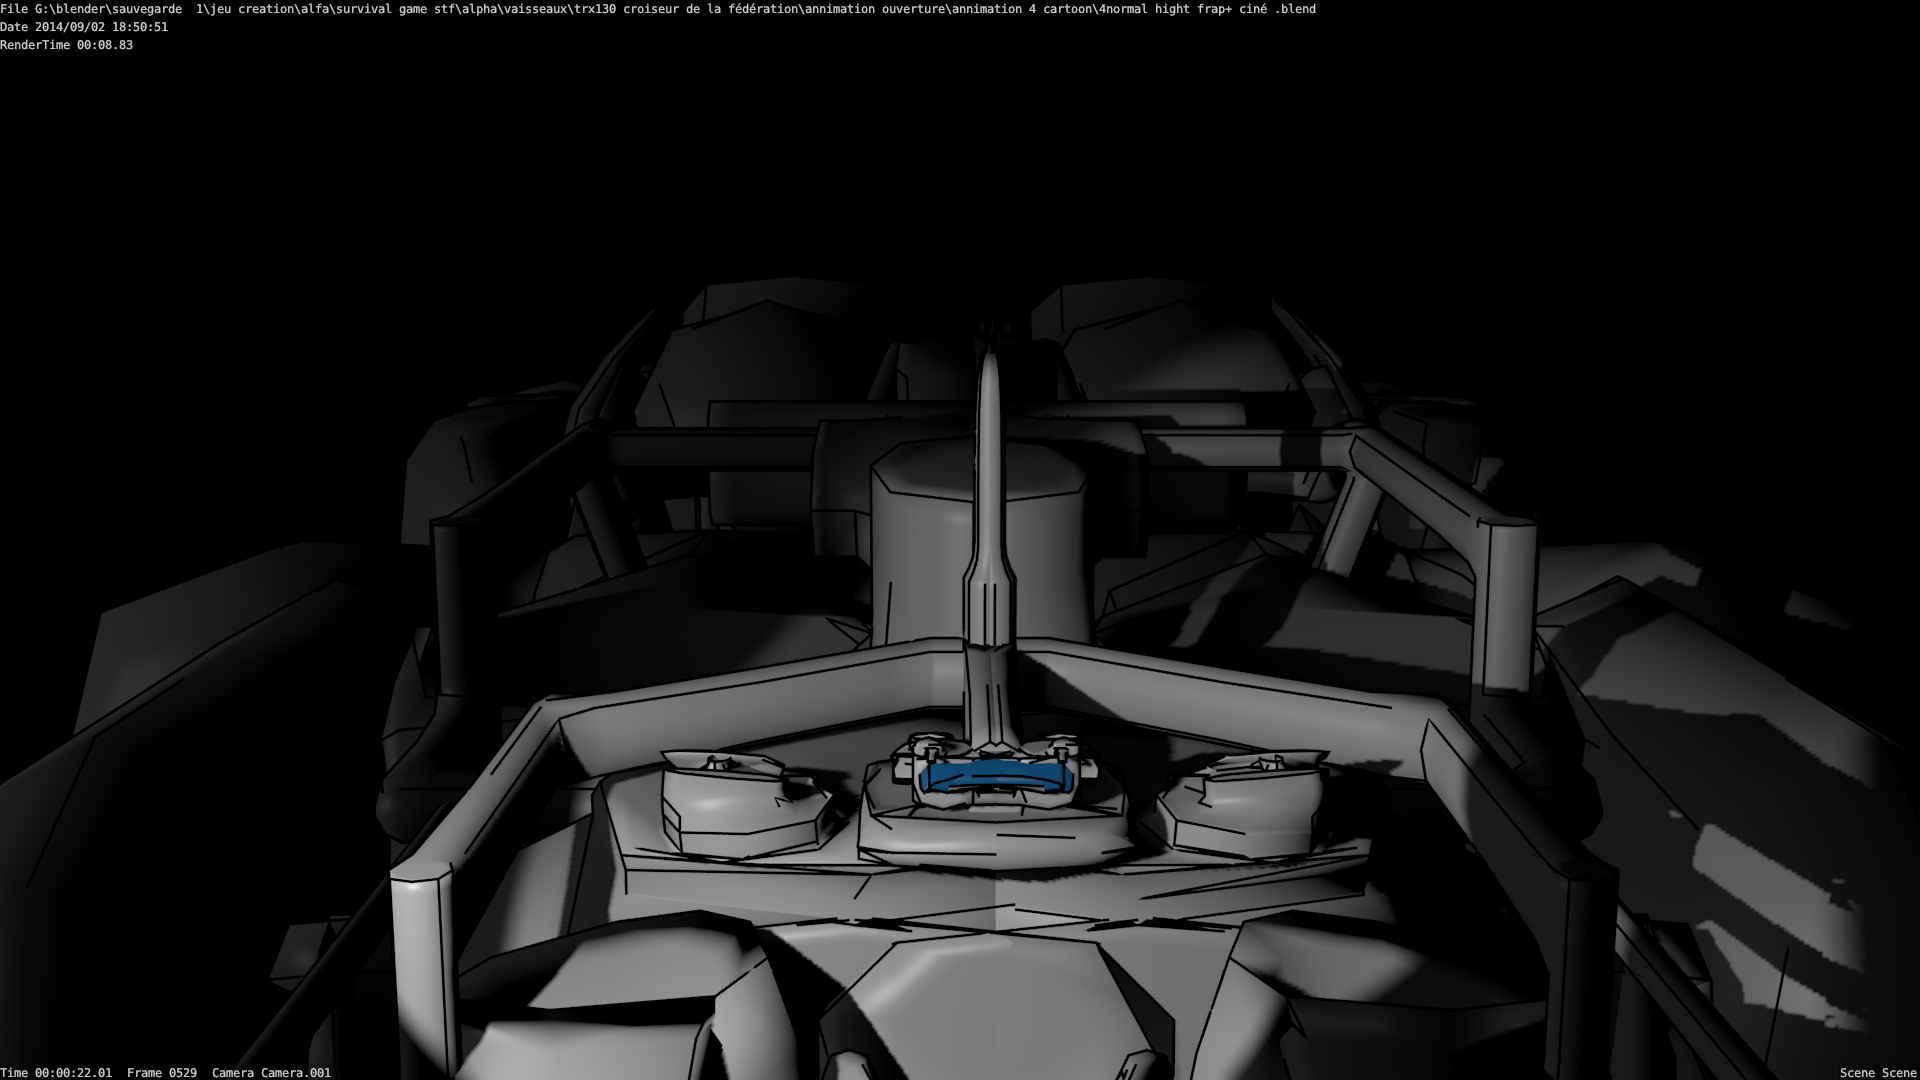 File G:\blender\sauvegarde  1\jeu creation\alfa\survival game stf\alpha\vaisseaux\trx130 croiseur de la fédération\annimation ouverture\annimation 4 cartoon\4normal hight frap+ ciné .blend
Date 2014/09/02 18:50:51
RenderTime 00:08.83
Time 00:00:22.01  Frame 0529  Camera Camera.001
Scene Scene